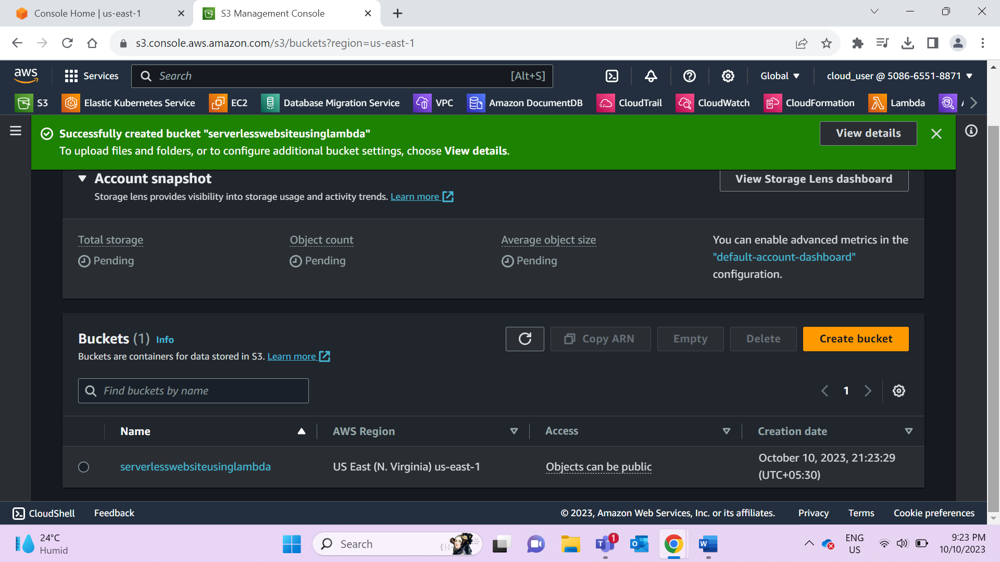 Console Home | us-east-1
S3 Management Console
s3.console.aws.amazon.com/s3/buckets?region=us-east-1
aws
Services
Search
[Alt+S]
Global
cloud_user @ 5086-6551-8871
S3
Elastic Kubernetes Service
EC2
Database Migration Service
VPC
Amazon DocumentDB
CloudTrail
CloudWatch
CloudFormation
Lambda
Successfully created bucket "serverlesswebsiteusinglambda"
View details
To upload files and folders, or to configure additional bucket settings, choose View details.
Account snapshot
View Storage Lens dashboard
Storage lens provides visibility into storage usage and activity trends. Learn more
Total storage
Pending
Object count
Pending
Average object size
Pending
You can enable advanced metrics in the
"default-account-dashboard"
configuration.
Buckets (1) Info
Copy ARN
Empty
Delete
Create bucket
Buckets are containers for data stored in S3. Learn more
Find buckets by name
1
Name
AWS Region
Access
Creation date
serverlesswebsiteusinglambda
US East (N. Virginia) us-east-1
Objects can be public
October 10, 2023, 21:23:29
(UTC+05:30)
CloudShell
Feedback
© 2023, Amazon Web Services, Inc. or its affiliates.
Privacy
Terms
Cookie preferences
24°C
Humid
Search
1
ENG
US
9:23 PM
10/10/2023